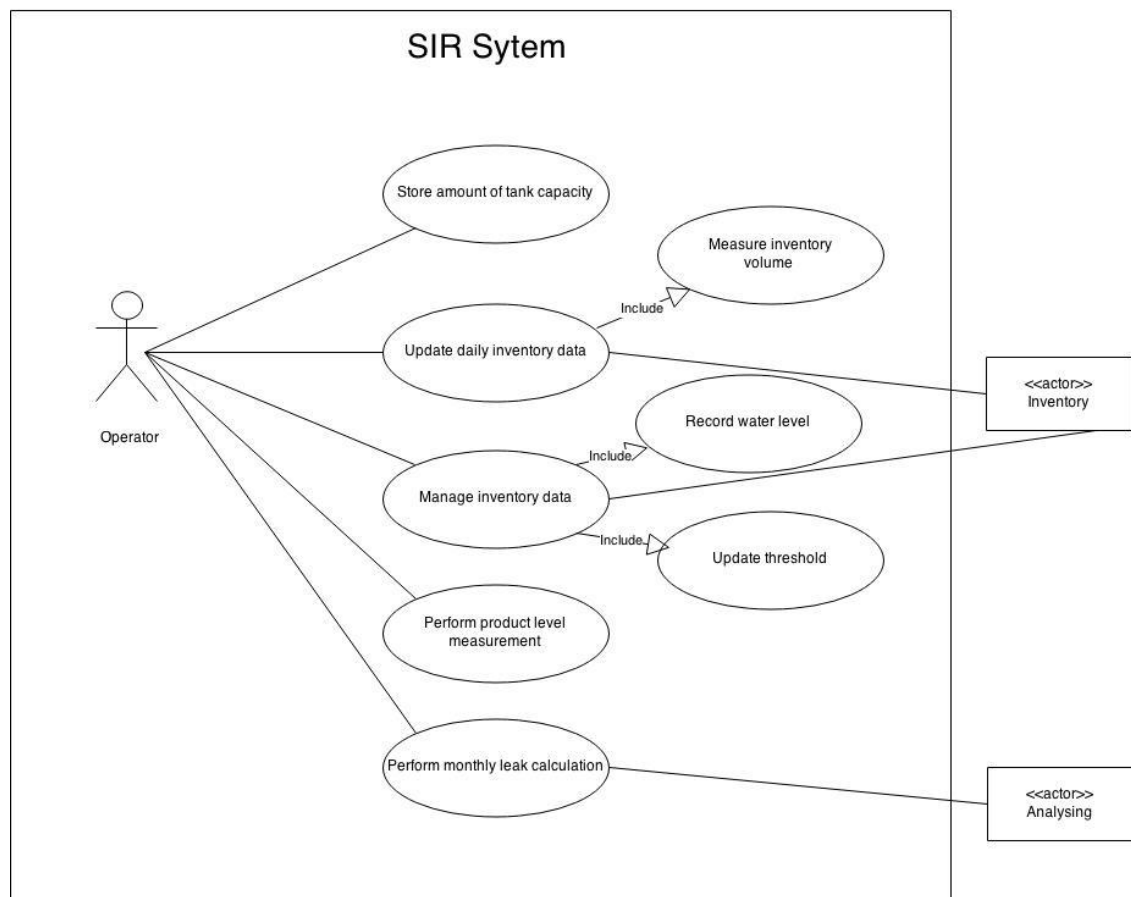 SIR Sytem
Store amount of tank capacity
Measure inventory
volume
Include
Update daily inventory data
<<actor>>
Inventory
Record water level
Include
Operator
Manage inventory data
Include
Update threshold
Perform product level
measurement
Perform monthly leak calculation
<<actor>>
Analysing